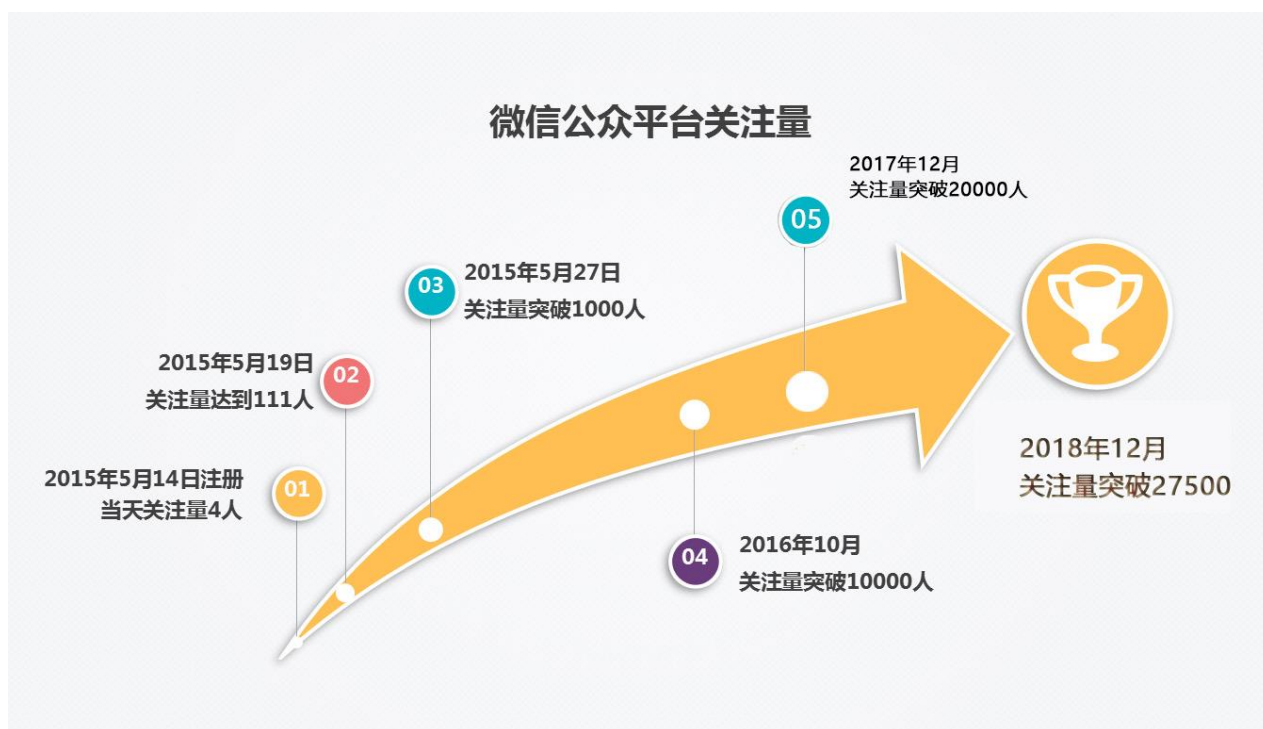 微信公众平台关注量
01
2015年5月14日注册
当天关注量4人
02
2015年5月19日
关注量达到111人
03
2015年5月27日
关注量突破1000人
04
2016年10月
关注量突破10000人
05
2017年12月
关注量突破20000人
2018年12月
关注量突破27500